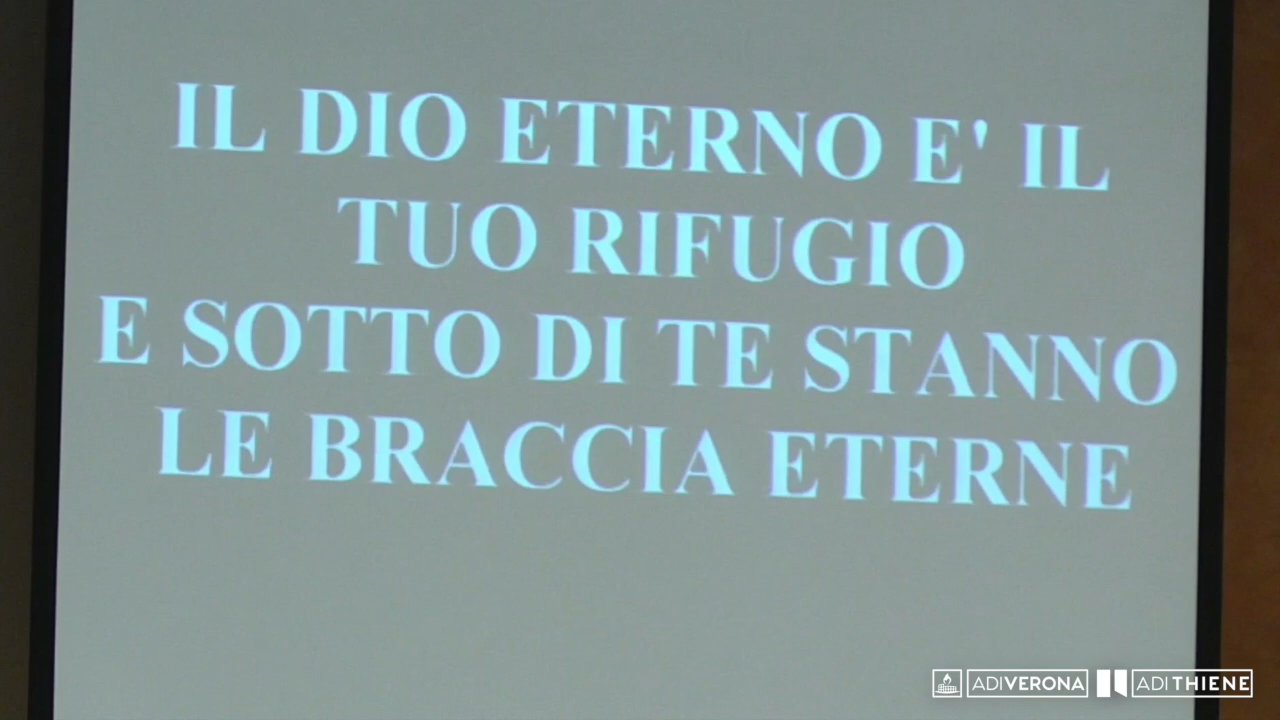 IL DIO ETERNO E' IL
TUO RIFUGIO
E SOTTO DI TE STANNO
LE BRACCIA ETERNE
ADIVERONA ADITHIENE